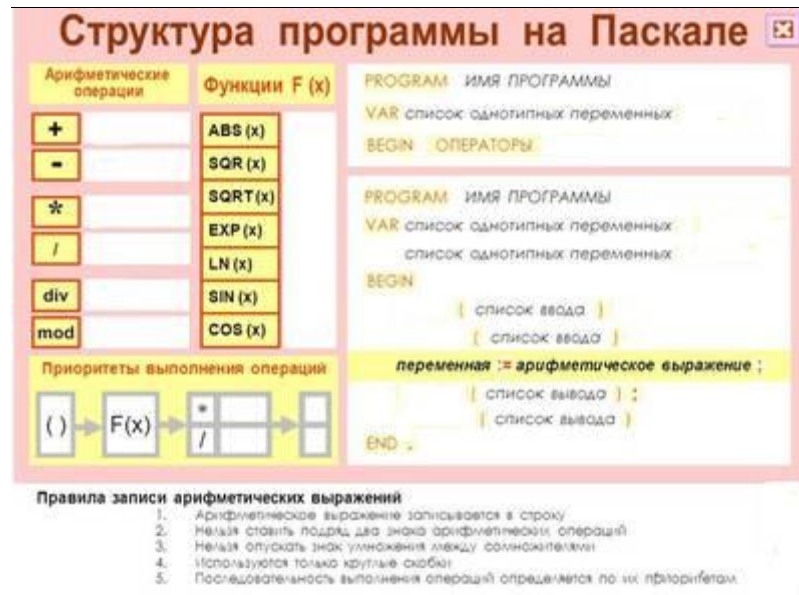 Структура программы на Паскале
Арифметические
операции
+
-
*
/
div
mod
Функции F (x)
ABS (x)
SQR (x)
SQRT(x)
EXP (x)
LN (x)
SIN (x)
COS (x)
Приоритеты выполнения операций
( )
F(x)
*
/
PROGRAM ИМЯ ПРОГРАММЫ
VAR список однотипных переменных
BEGIN ОПЕРАТОРЫ
PROGRAM ИМЯ ПРОГРАММЫ
VAR список однотипных переменных
список однотипных переменных
BEGIN
( список ввода )
( список ввода )
переменная := арифметическое выражение ;
( список вывода ) ;
( список вывода )
END .
Правила записи арифметических выражений
1. Арифметическое выражение записывается в строку
2. Нельзя ставить подряд два знака арифметических операций
3. Нельзя опускать знак умножения между сомножителями
4. Используются только круглые скобки
5. Последовательность выполнения операций определяется по их приоритетам